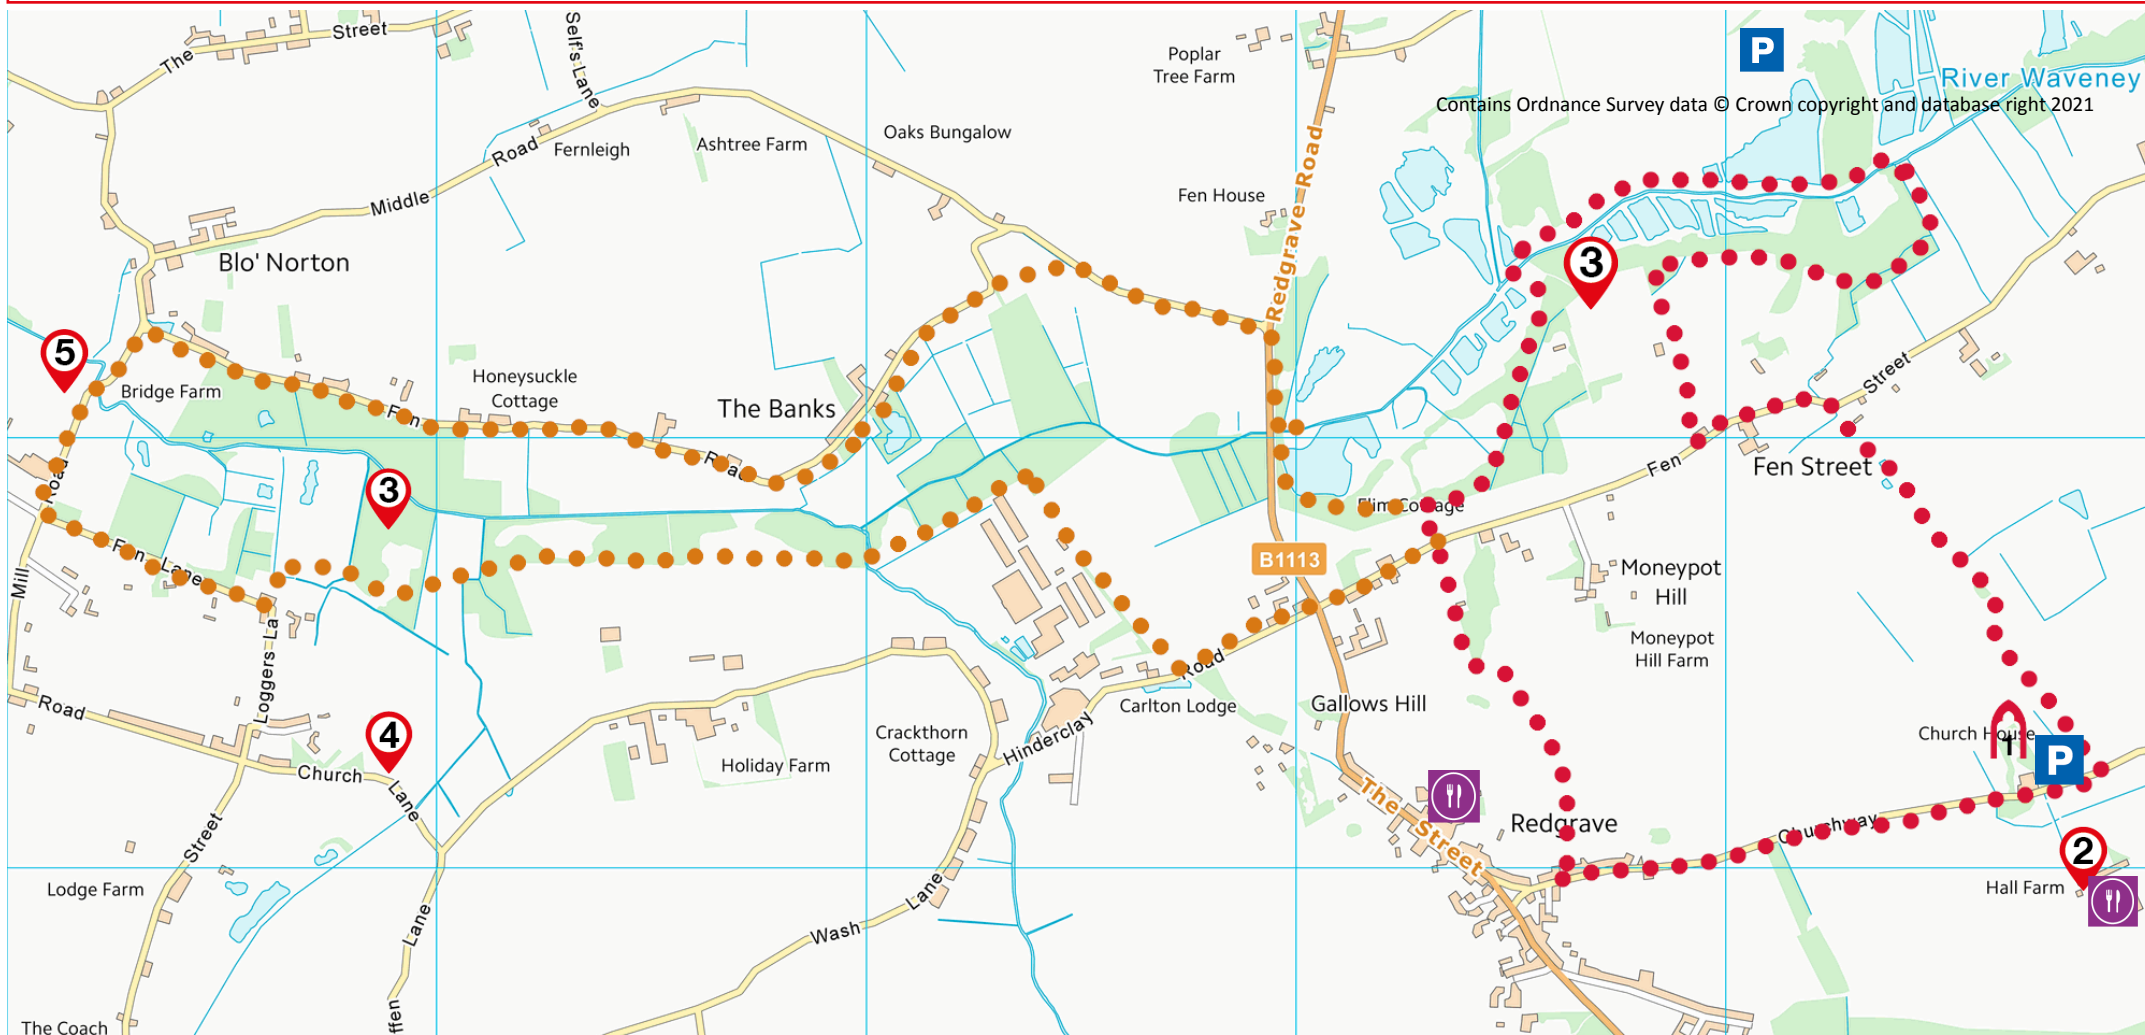 The
Street
Self's Lane
Poplar
Tree Farm
P
River Waveney
Contains Ordnance Survey data © Crown copyright and database right 2021
Middle
Road
Fernleigh
Ashtree Farm
Oaks Bungalow
Redgrave Road
Fen House
Blo' Norton
3
5
Bridge Farm
Honeysuckle
Cottage
The Banks
Fen
Road
Street
Fen
Fen Street
Road
3
Elm Cottage
Fen Lane
B1113
Moneypot
Hill
Moneypot
Hill Farm
Mill
Loggers La
Road
Road
Carlton Lodge
Gallows Hill
Church House
1
P
4
Church
Lane
Holiday Farm
Crackthorn
Cottage
Hinderclay
The Street
Redgrave
Churchway
2
Hall Farm
Street
Lodge Farm
Lane
Wash
Lane
ffen
The Coach